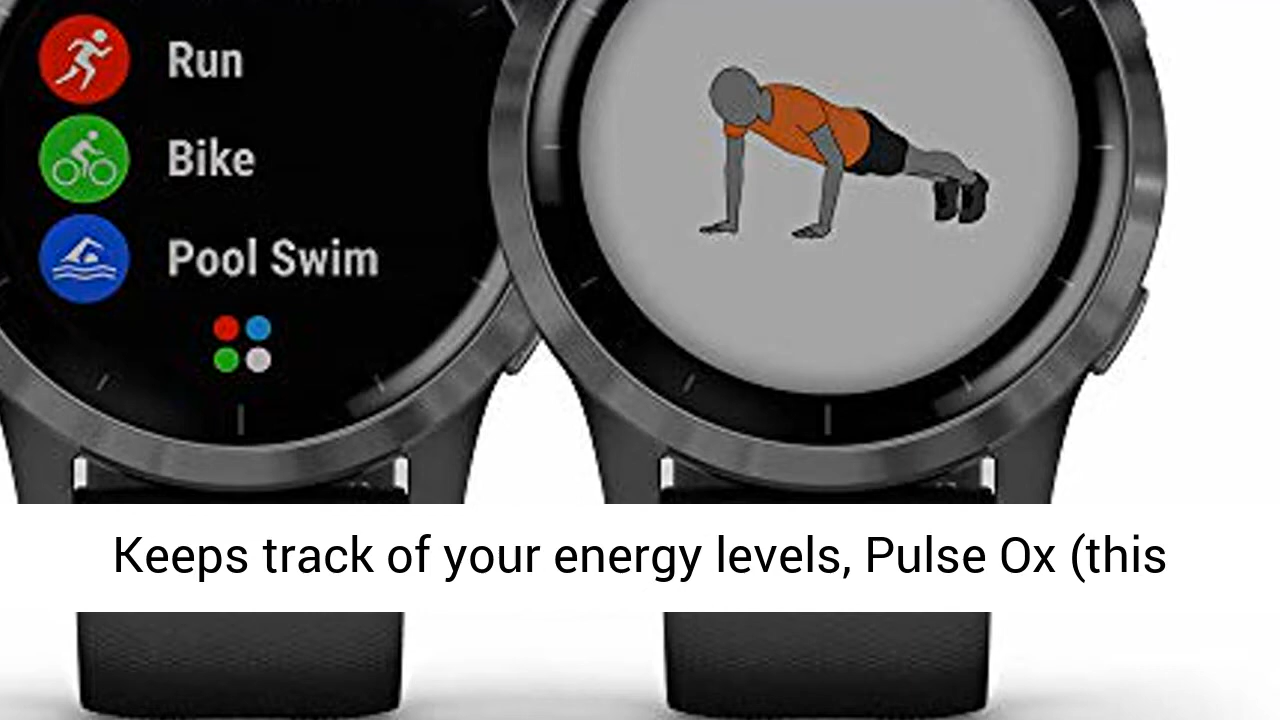 Run
Bike
Pool Swim
Keeps track of your energy levels, Pulse Ox (this